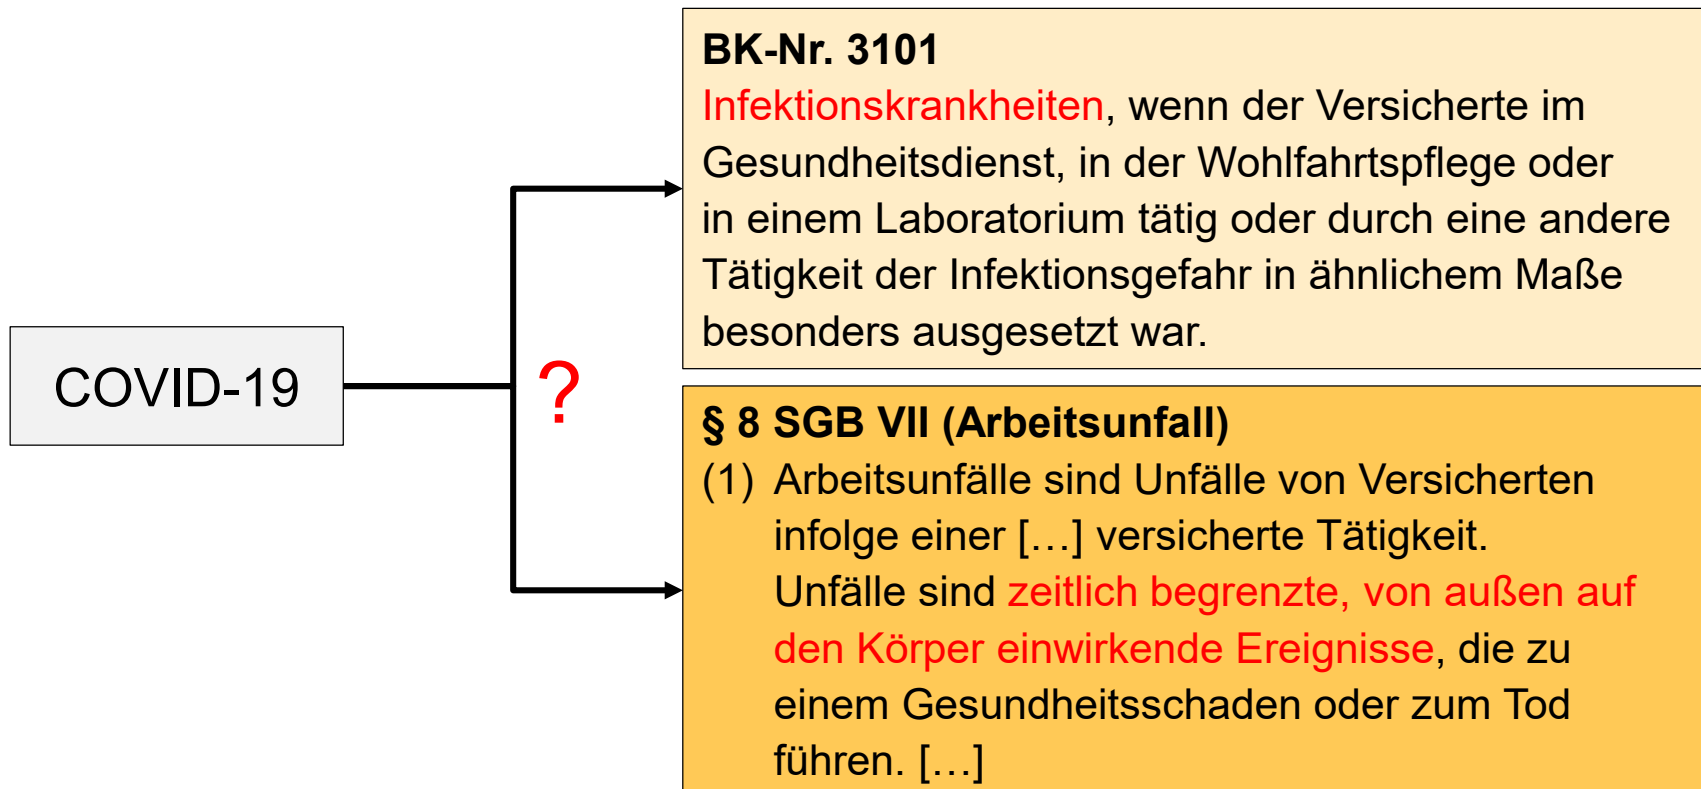 BK-Nr. 3101
Infektionskrankheiten, wenn der Versicherte im
Gesundheitsdienst, in der Wohlfahrtspflege oder
in einem Laboratorium tätig oder durch eine andere
Tätigkeit der Infektionsgefahr in ähnlichem Maße
besonders ausgesetzt war.
COVID-19
?
§ 8 SGB VII (Arbeitsunfall)
(1) Arbeitsunfälle sind Unfälle von Versicherten
infolge einer […] versicherte Tätigkeit.
Unfälle sind zeitlich begrenzte, von außen auf
den Körper einwirkende Ereignisse, die zu
einem Gesundheitsschaden oder zum Tod
führen. […]